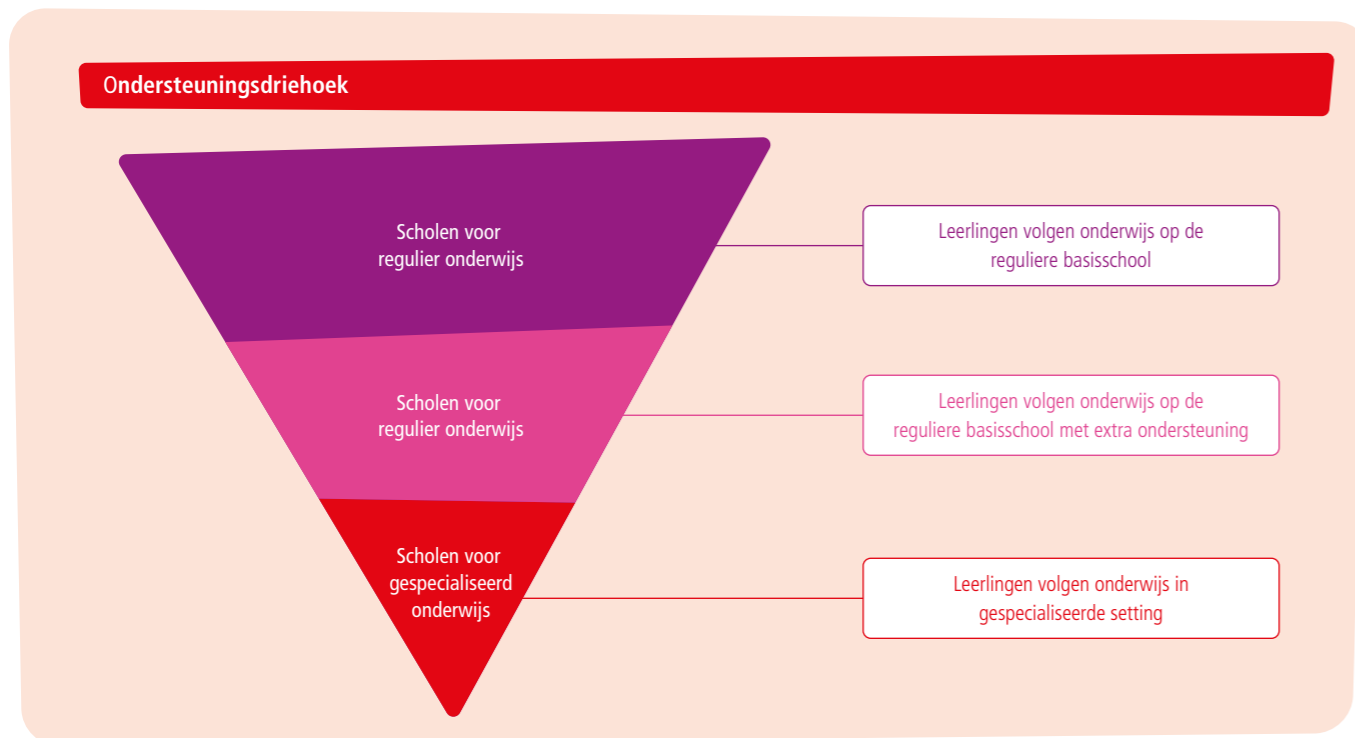 Ondersteuningsdriehoek
Scholen voor
regulier onderwijs
Leerlingen volgen onderwijs op de
reguliere basisschool
Scholen voor
regulier onderwijs
Leerlingen volgen onderwijs op de
reguliere basisschool met extra ondersteuning
Scholen voor
gespecialiseerd
onderwijs
Leerlingen volgen onderwijs in
gespecialiseerde setting